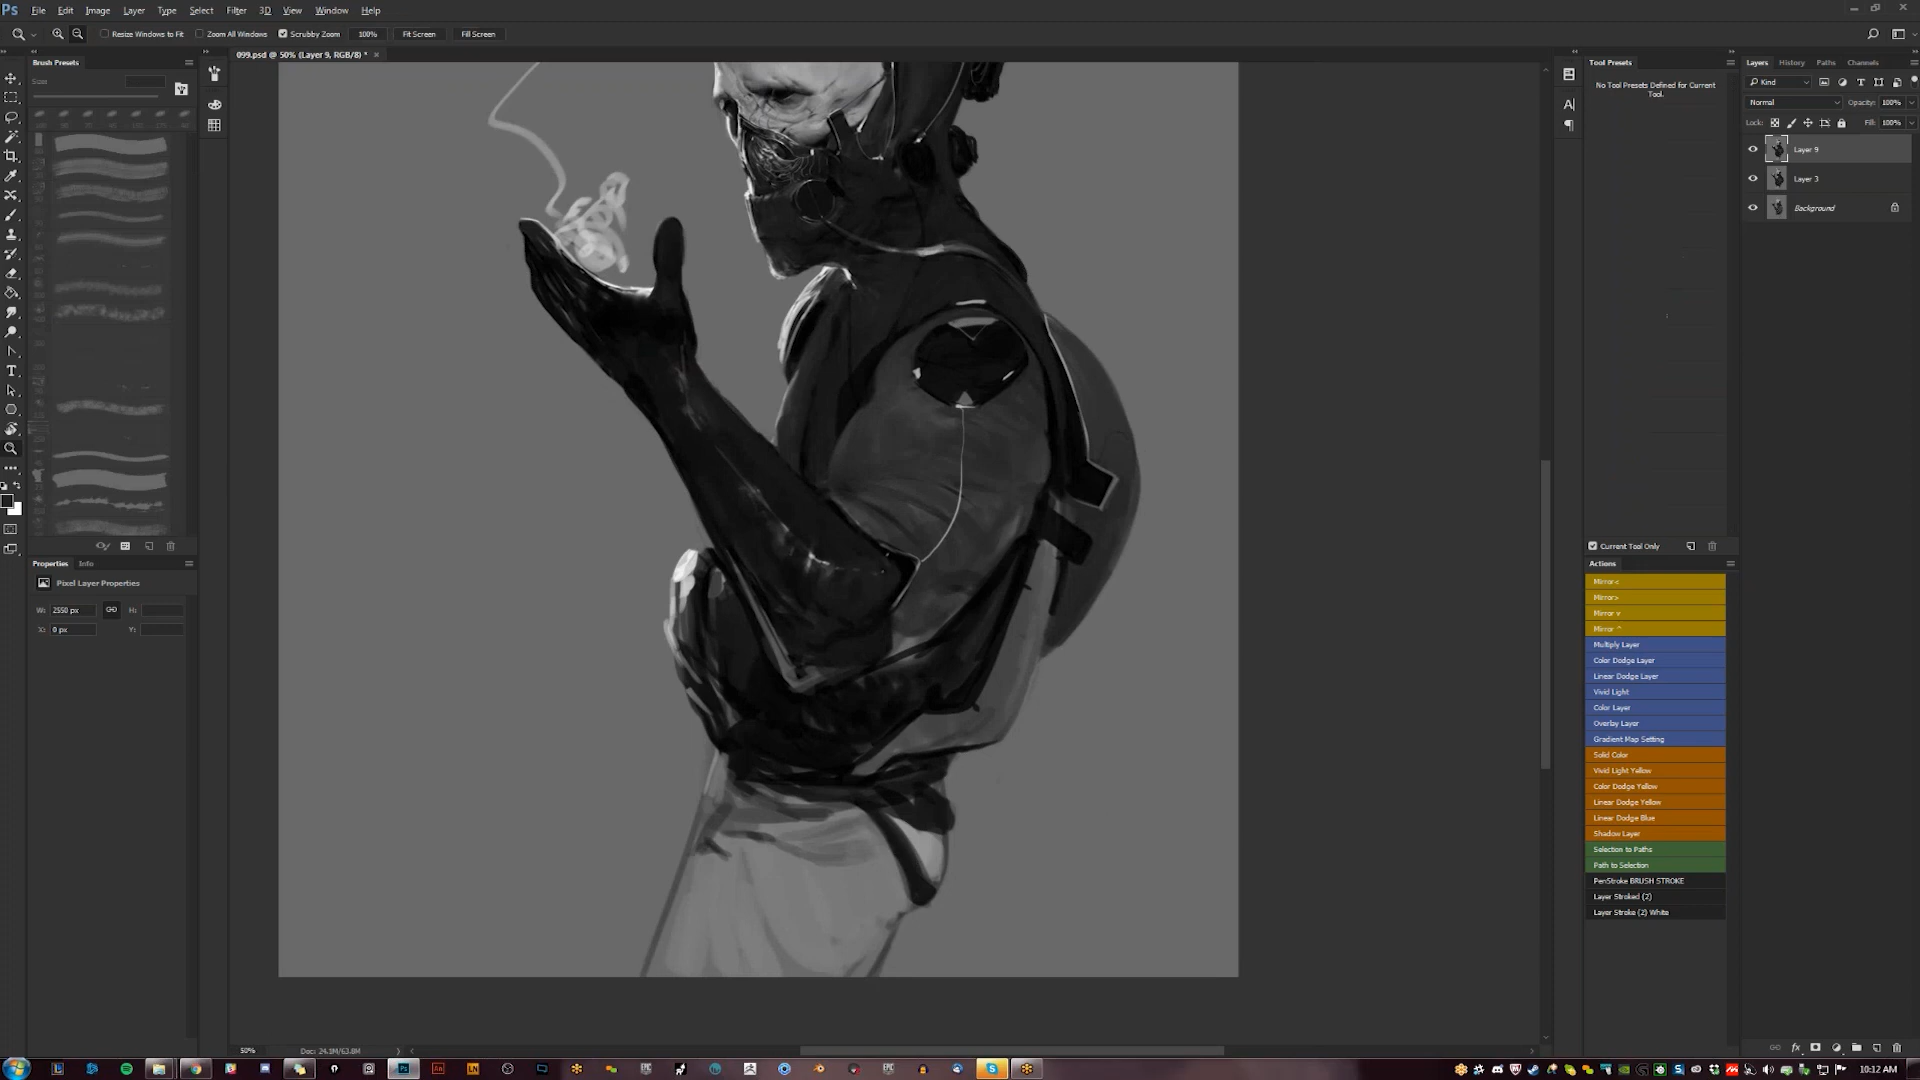 Ps File Edit Image Layer Type Select Filter 3D View Window Help
Resize Windows to Fit Zoom All Windows Scrubby Zoom 100% Fit Screen Fill Screen
099.psd @ 50% (Layer 9, RGB/8) *
Brush Presets
Size
Properties Info
Pixel Layer Properties
W: 2550 px H:
X: 0 px Y:
50% Doc: 24.1M/63.8M
Tool Presets
No Tool Presets Defined for Current
Tool.
Current Tool Only
Actions
Mirror<
Mirror>
Mirror v
Mirror ^
Multiply Layer
Color Dodge Layer
Linear Dodge Layer
Vivid Light
Color Layer
Overlay Layer
Gradient Map Setting
Solid Color
Vivid Light Yellow
Color Dodge Yellow
Linear Dodge Yellow
Linear Dodge Blue
Shadow Layer
Selection to Paths
Path to Selection
PenStroke BRUSH STROKE
Layer Stroked (2)
Layer Stroke (2) White
Layers History Paths Channels
Kind
Normal Opacity: 100%
Lock: Fill: 100%
Layer 9
Layer 3
Background
10:12 AM